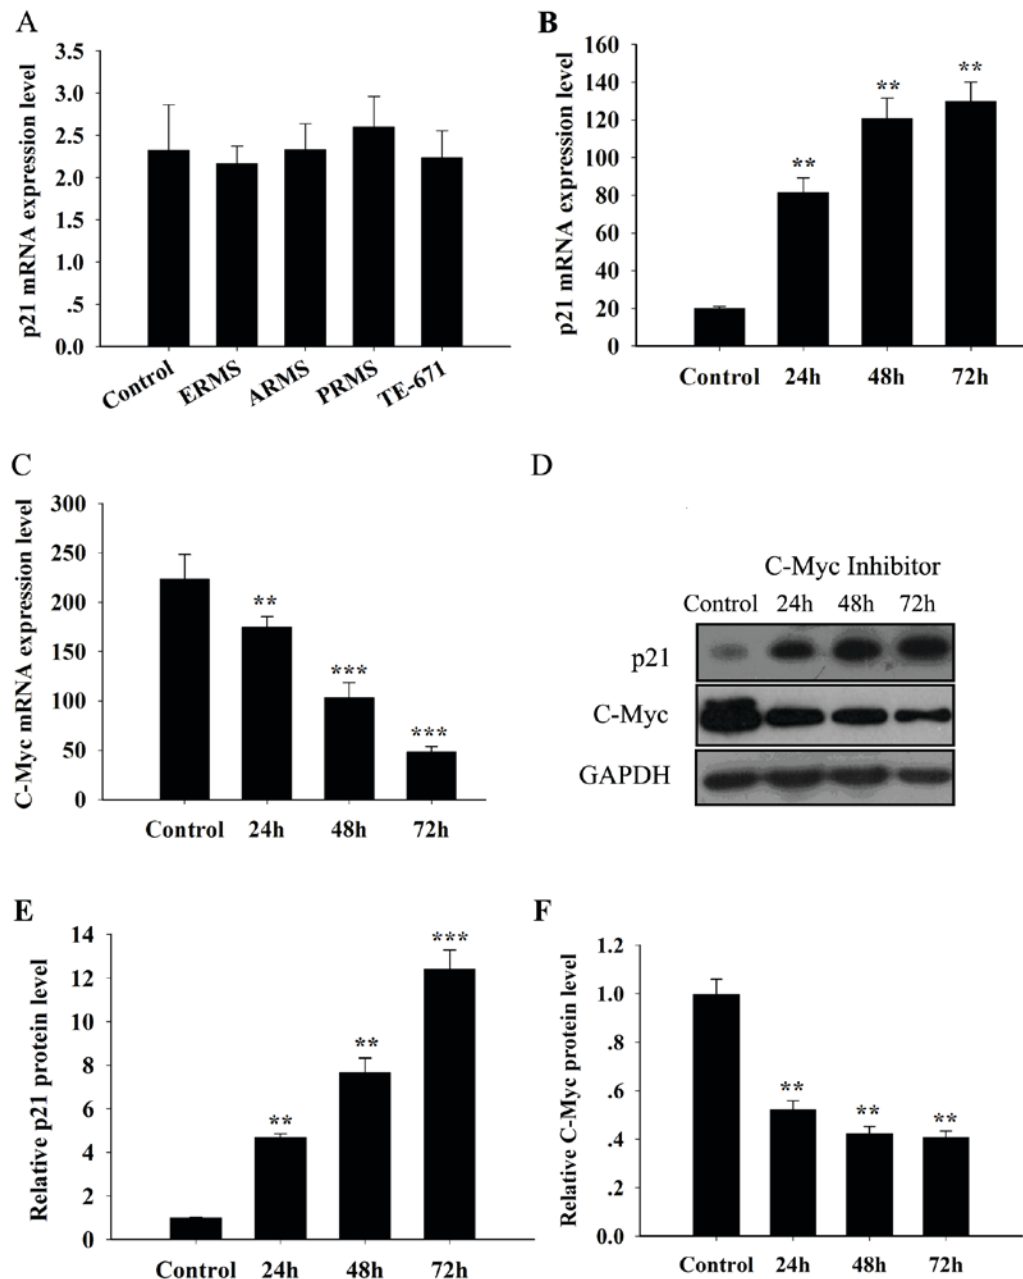 A
p21 mRNA expression level
3.5
3.0
2.5
2.0
1.5
1.0
.5
0.0
Control ERMS ARMS PRMS TE-671
B
p21 mRNA expression level
160
140
120
100
80
60
40
20
0
** ** **
Control 24h 48h 72h
C
C-Myc mRNA expression level
300
250
200
150
100
50
0
** *** ***
Control 24h 48h 72h
D
C-Myc Inhibitor
Control 24h 48h 72h
p21
C-Myc
GAPDH
E
Relative p21 protein level
14
12
10
8
6
4
2
0
** ** ***
Control 24h 48h 72h
F
Relative C-Myc protein level
1.2
1.0
.8
.6
.4
.2
0.0
** ** **
Control 24h 48h 72h